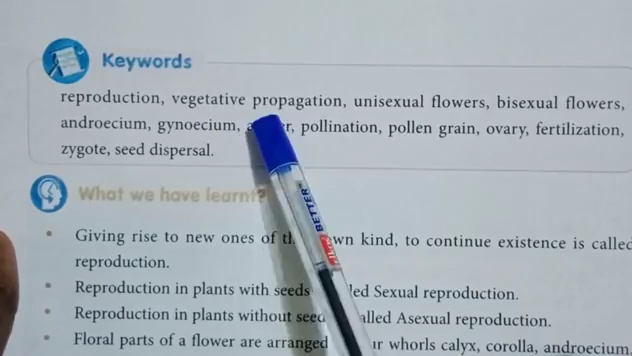 Keywords
reproduction, vegetative propagation, unisexual flowers, bisexual flowers,
androecium, gynoecium, pollination, pollen grain, ovary, fertilization,
zygote, seed dispersal.
What we have learnt?
• Giving rise to new ones of kind, to continue existence is called
reproduction.
• Reproduction in plants with seeds Sexual reproduction.
• Reproduction in plants without Asexual reproduction.
• Floral parts of a flower are arranged whorls calyx, corolla, androecium
BETTER